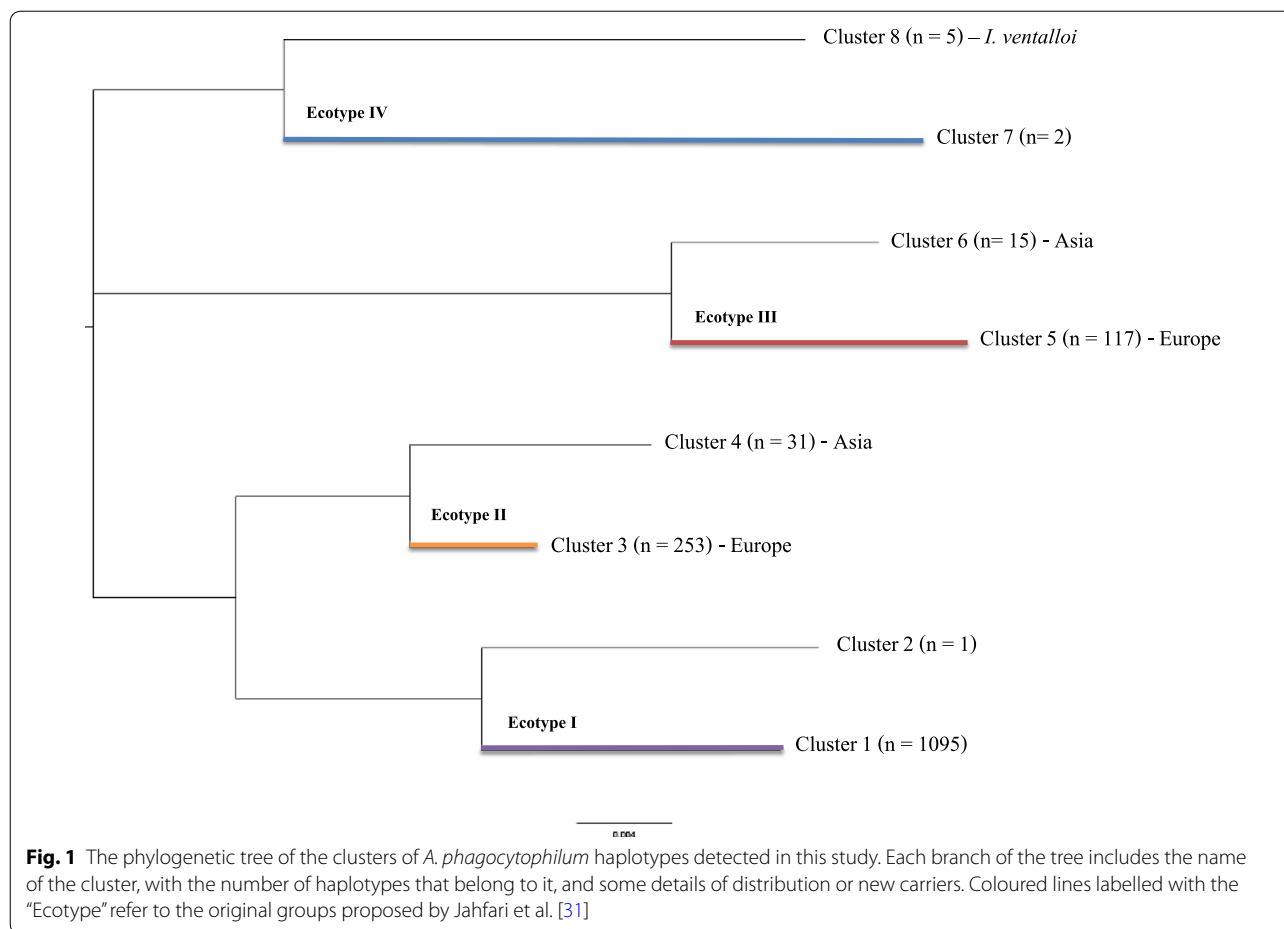 Cluster 8 (n = 5) – I. ventalloi
Ecotype IV
Cluster 7 (n= 2)
Cluster 6 (n= 15) - Asia
Ecotype III
Cluster 5 (n = 117) - Europe
Cluster 4 (n = 31) - Asia
Ecotype II
Cluster 3 (n = 253) - Europe
Cluster 2 (n = 1)
Ecotype I
Cluster 1 (n = 1095)
0.004
Fig. 1 The phylogenetic tree of the clusters of A. phagocytophilum haplotypes detected in this study. Each branch of the tree includes the name
of the cluster, with the number of haplotypes that belong to it, and some details of distribution or new carriers. Coloured lines labelled with the
"Ecotype" refer to the original groups proposed by Jahfari et al. [31]